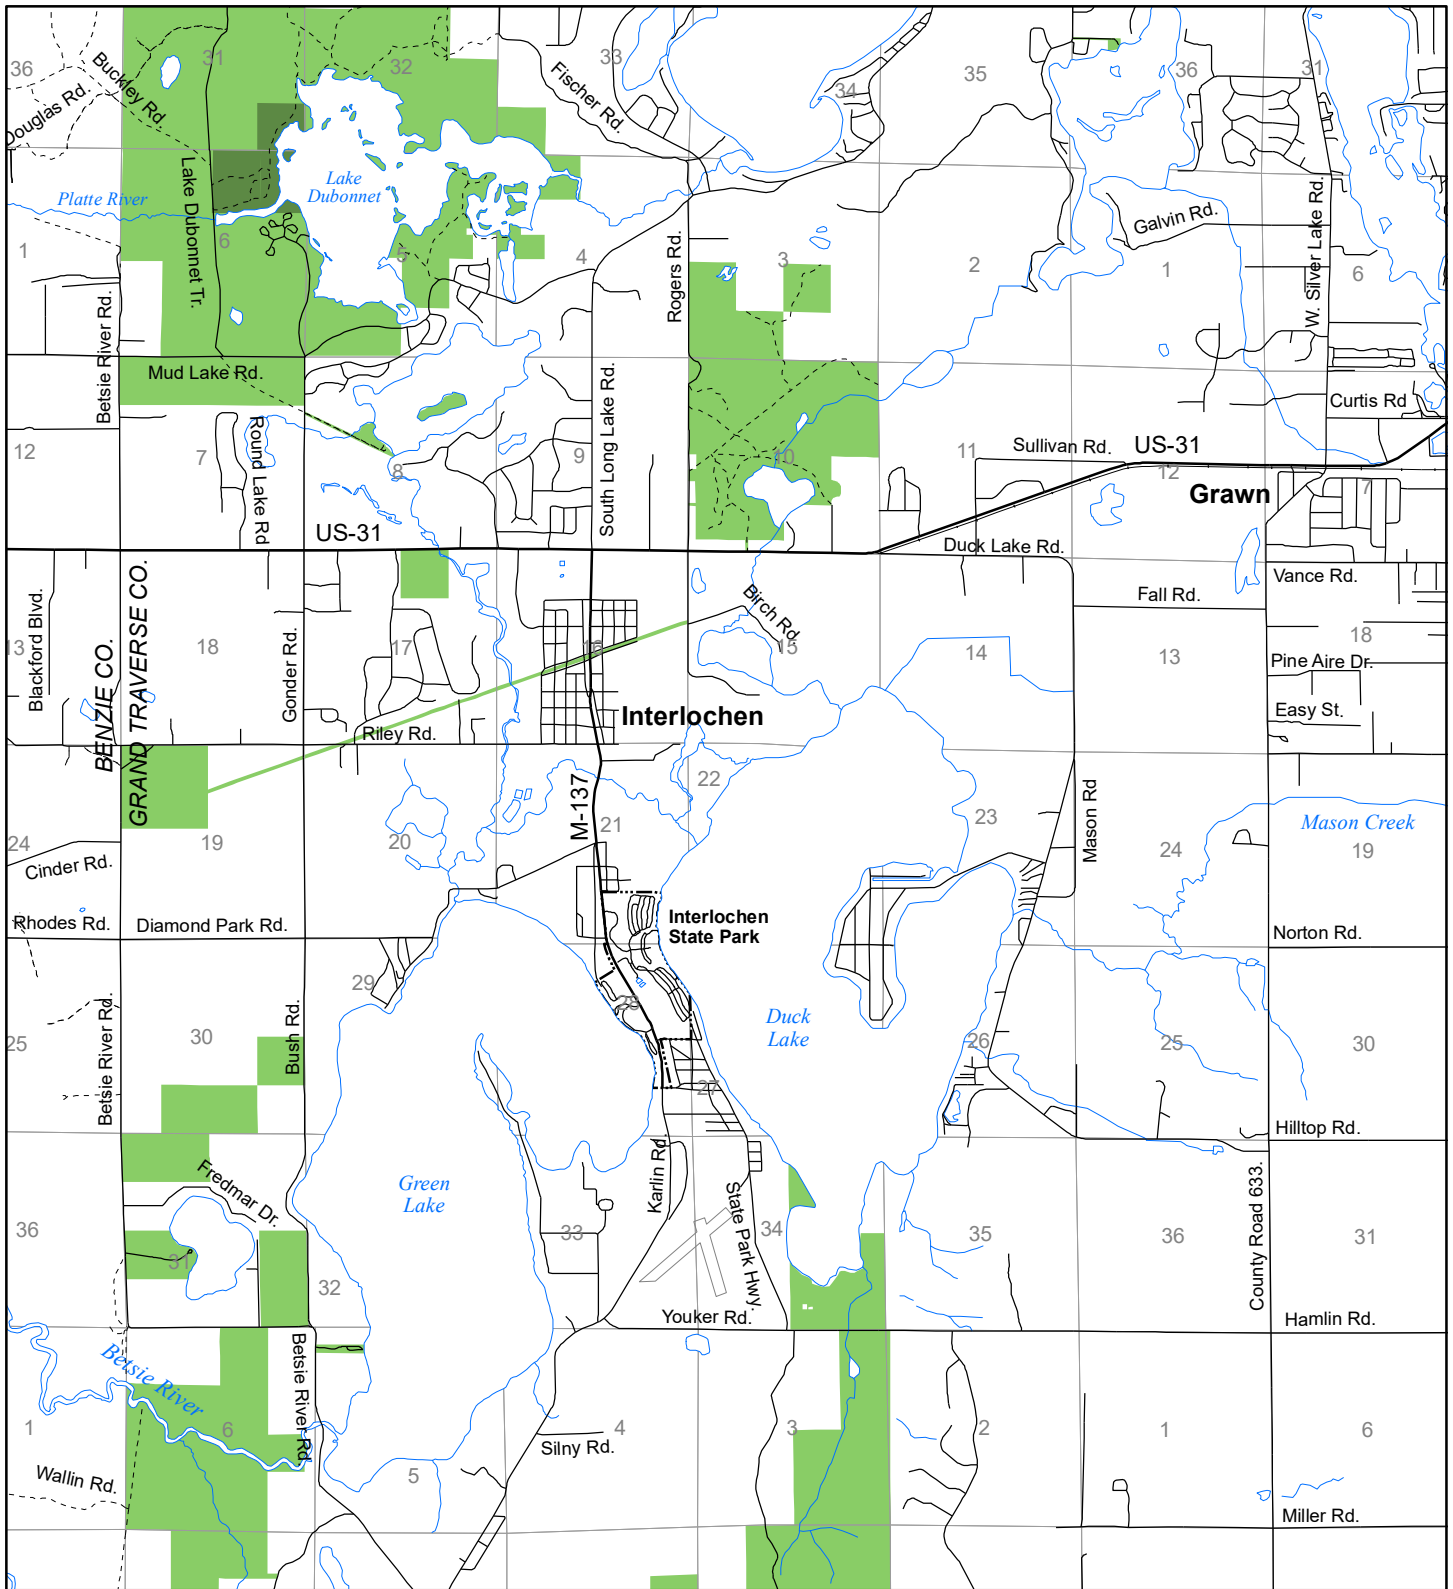 36
31
32
33
34
35
36
31
Buckley Rd.
Douglas Rd.
Fischer Rd.
Lake
Dubonnet
Platte River
Lake Dubonnet Tr.
1
6
5
4
3
2
1
6
Rogers Rd.
Galvin Rd.
W. Silver Lake Rd.
Betsie River Rd.
Mud Lake Rd.
Curtis Rd
12
7
8
9
10
11
12
7
Round Lake Rd
South Long Lake Rd.
Sullivan Rd.
US-31
Grawn
US-31
Duck Lake Rd.
Vance Rd.
Fall Rd.
Birch Rd.
Blackford Blvd.
BENZIE CO.
GRAND TRAVERSE CO.
Gonder Rd.
13
18
17
16
15
14
13
18
Pine Aire Dr.
Easy St.
Interlochen
Riley Rd.
M-137
22
21
23
Mason Rd
Mason Creek
24
19
20
24
19
Cinder Rd.
Rhodes Rd.
Diamond Park Rd.
Interlochen
State Park
Norton Rd.
29
28
Duck
Lake
Betsie River Rd.
Bush Rd.
25
30
26
25
30
27
Hilltop Rd.
Karlin Rd.
State Park Hwy.
Fredmar Dr.
Green
Lake
County Road 633.
36
31
32
33
34
35
36
31
Youker Rd.
Hamlin Rd.
Betsie River
Betsie River Rd.
1
6
5
4
3
2
1
6
Silny Rd.
Wallin Rd.
Miller Rd.